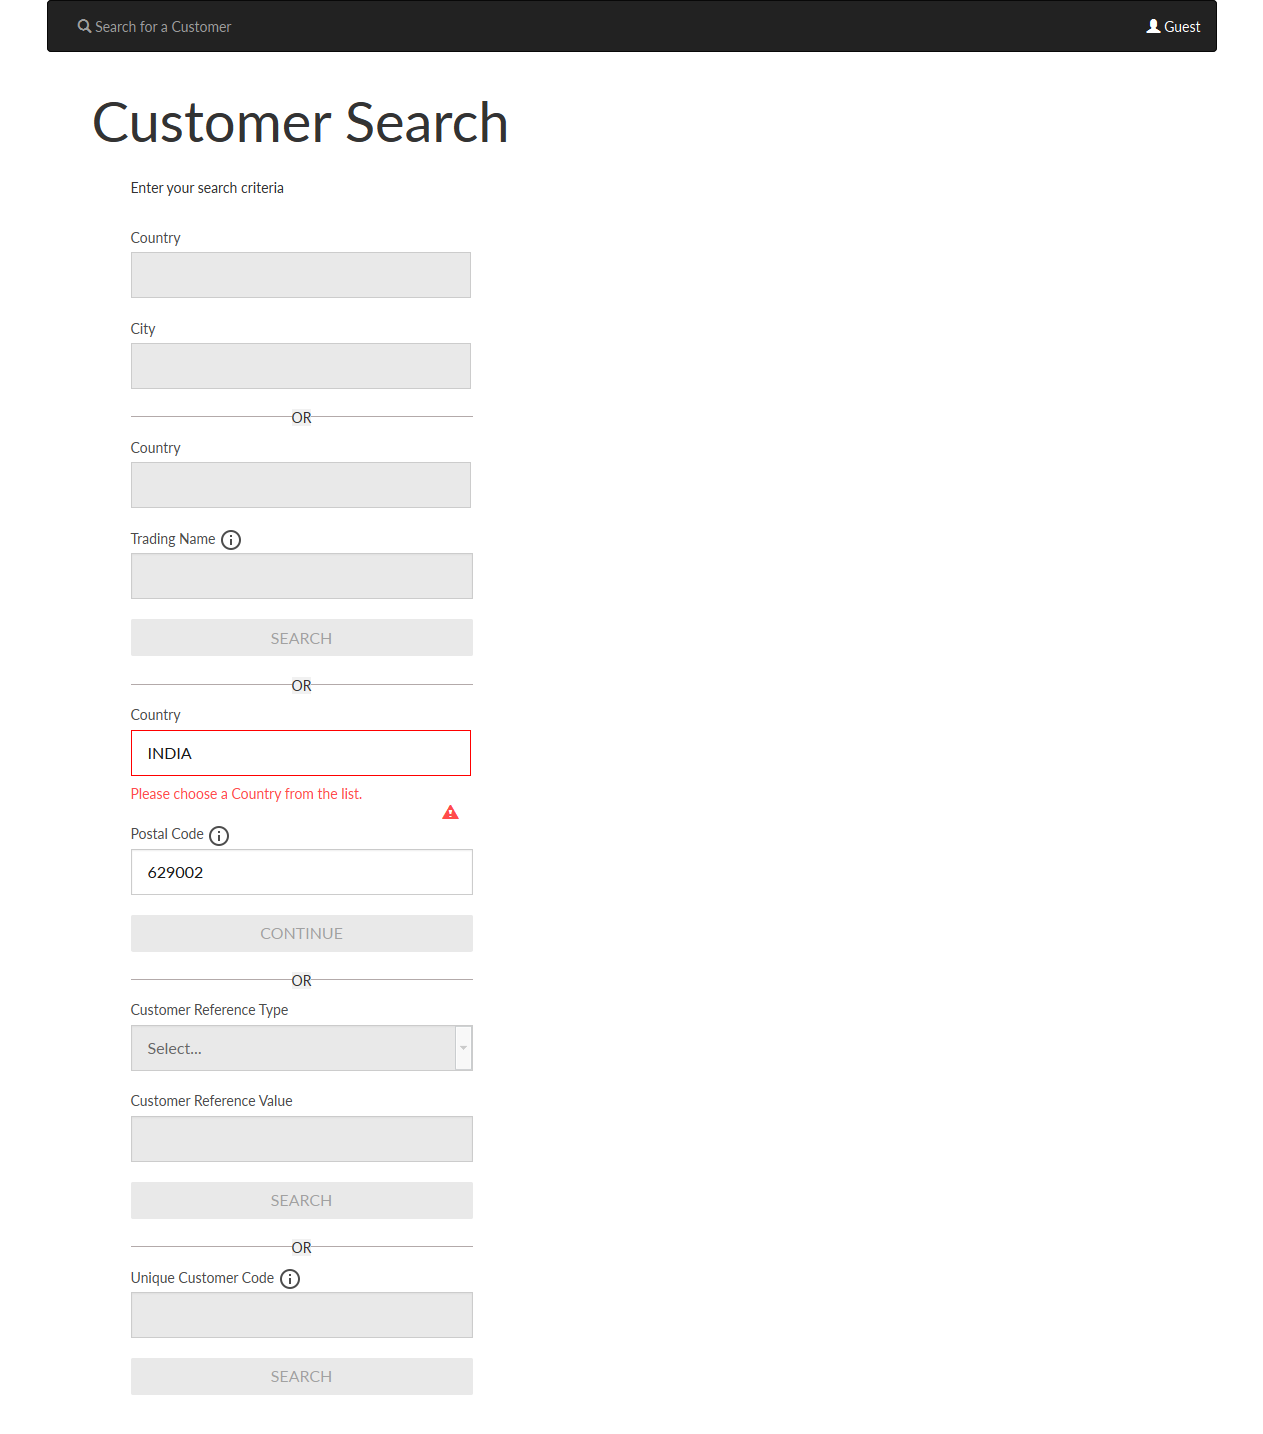 Search for a Customer
Guest
Customer Search
Enter your search criteria
Country
City
OR
Country
Trading Name
SEARCH
OR
Country
INDIA
Please choose a Country from the list.
Postal Code
629002
CONTINUE
OR
Customer Reference Type
Select...
Customer Reference Value
SEARCH
OR
Unique Customer Code
SEARCH